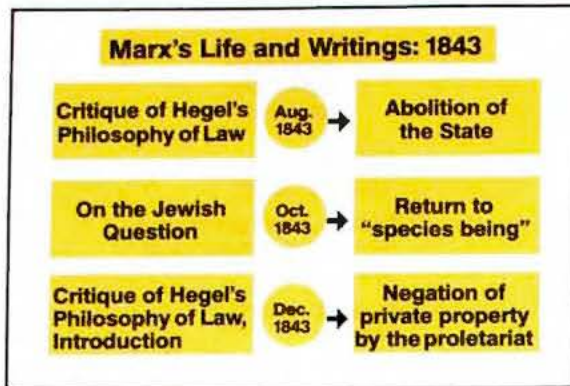 Marx's Life and Writings: 1843
Critique of Hegel's
Philosophy of Law
Aug.
1843
Abolition of
the State
On the Jewish
Question
Oct.
1843
Return to
"species being"
Critique of Hegel's
Philosophy of Law,
Introduction
Dec.
1843
Negation of
private property
by the proletariat